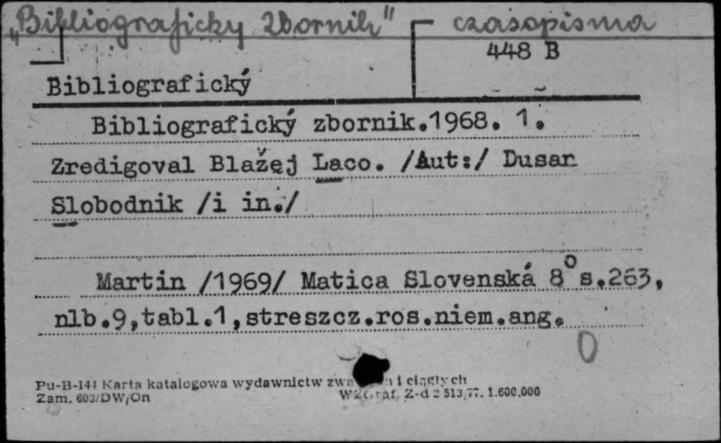 „Bibliograficky Zbornik" czasopisma
448 B
Bibliografický
Bibliografický zbornik.1968. 1.
Zredigoval Blažej Laco. /Aut:/ Dusan
Slobodnik /i in./
Martin /1969/ Matica Slovenská 8° s.263,
nlb.9,tabl.1,streszcz.ros.niem.ang.
0
Pu-B-141 Karta katalogowa wydawnictw i ciągłych
Zam. 603/DW/On WZGraf. Z-d 2 513/77. 1.600.000